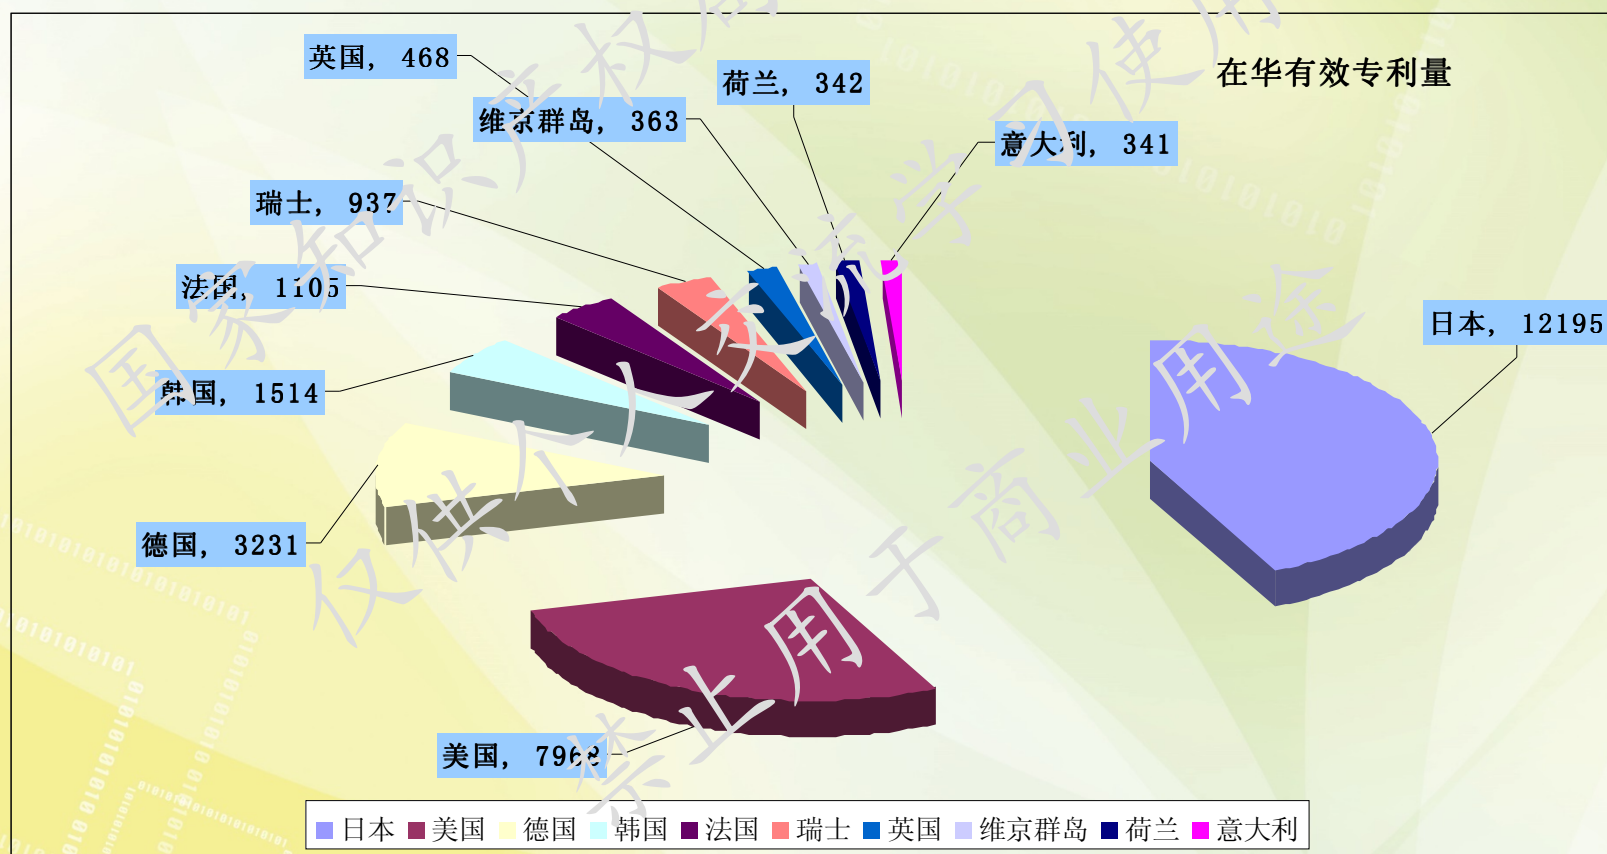 在华有效专利量
英国, 468
荷兰, 342
维京群岛, 363
意大利, 341
瑞士, 937
法国, 1105
日本, 12195
韩国, 1514
德国, 3231
美国, 7968
日本 美国 德国 韩国 法国 瑞士 英国 维京群岛 荷兰 意大利
国家知识产权局
仅供个人交流学习使用
禁止用于商业用途